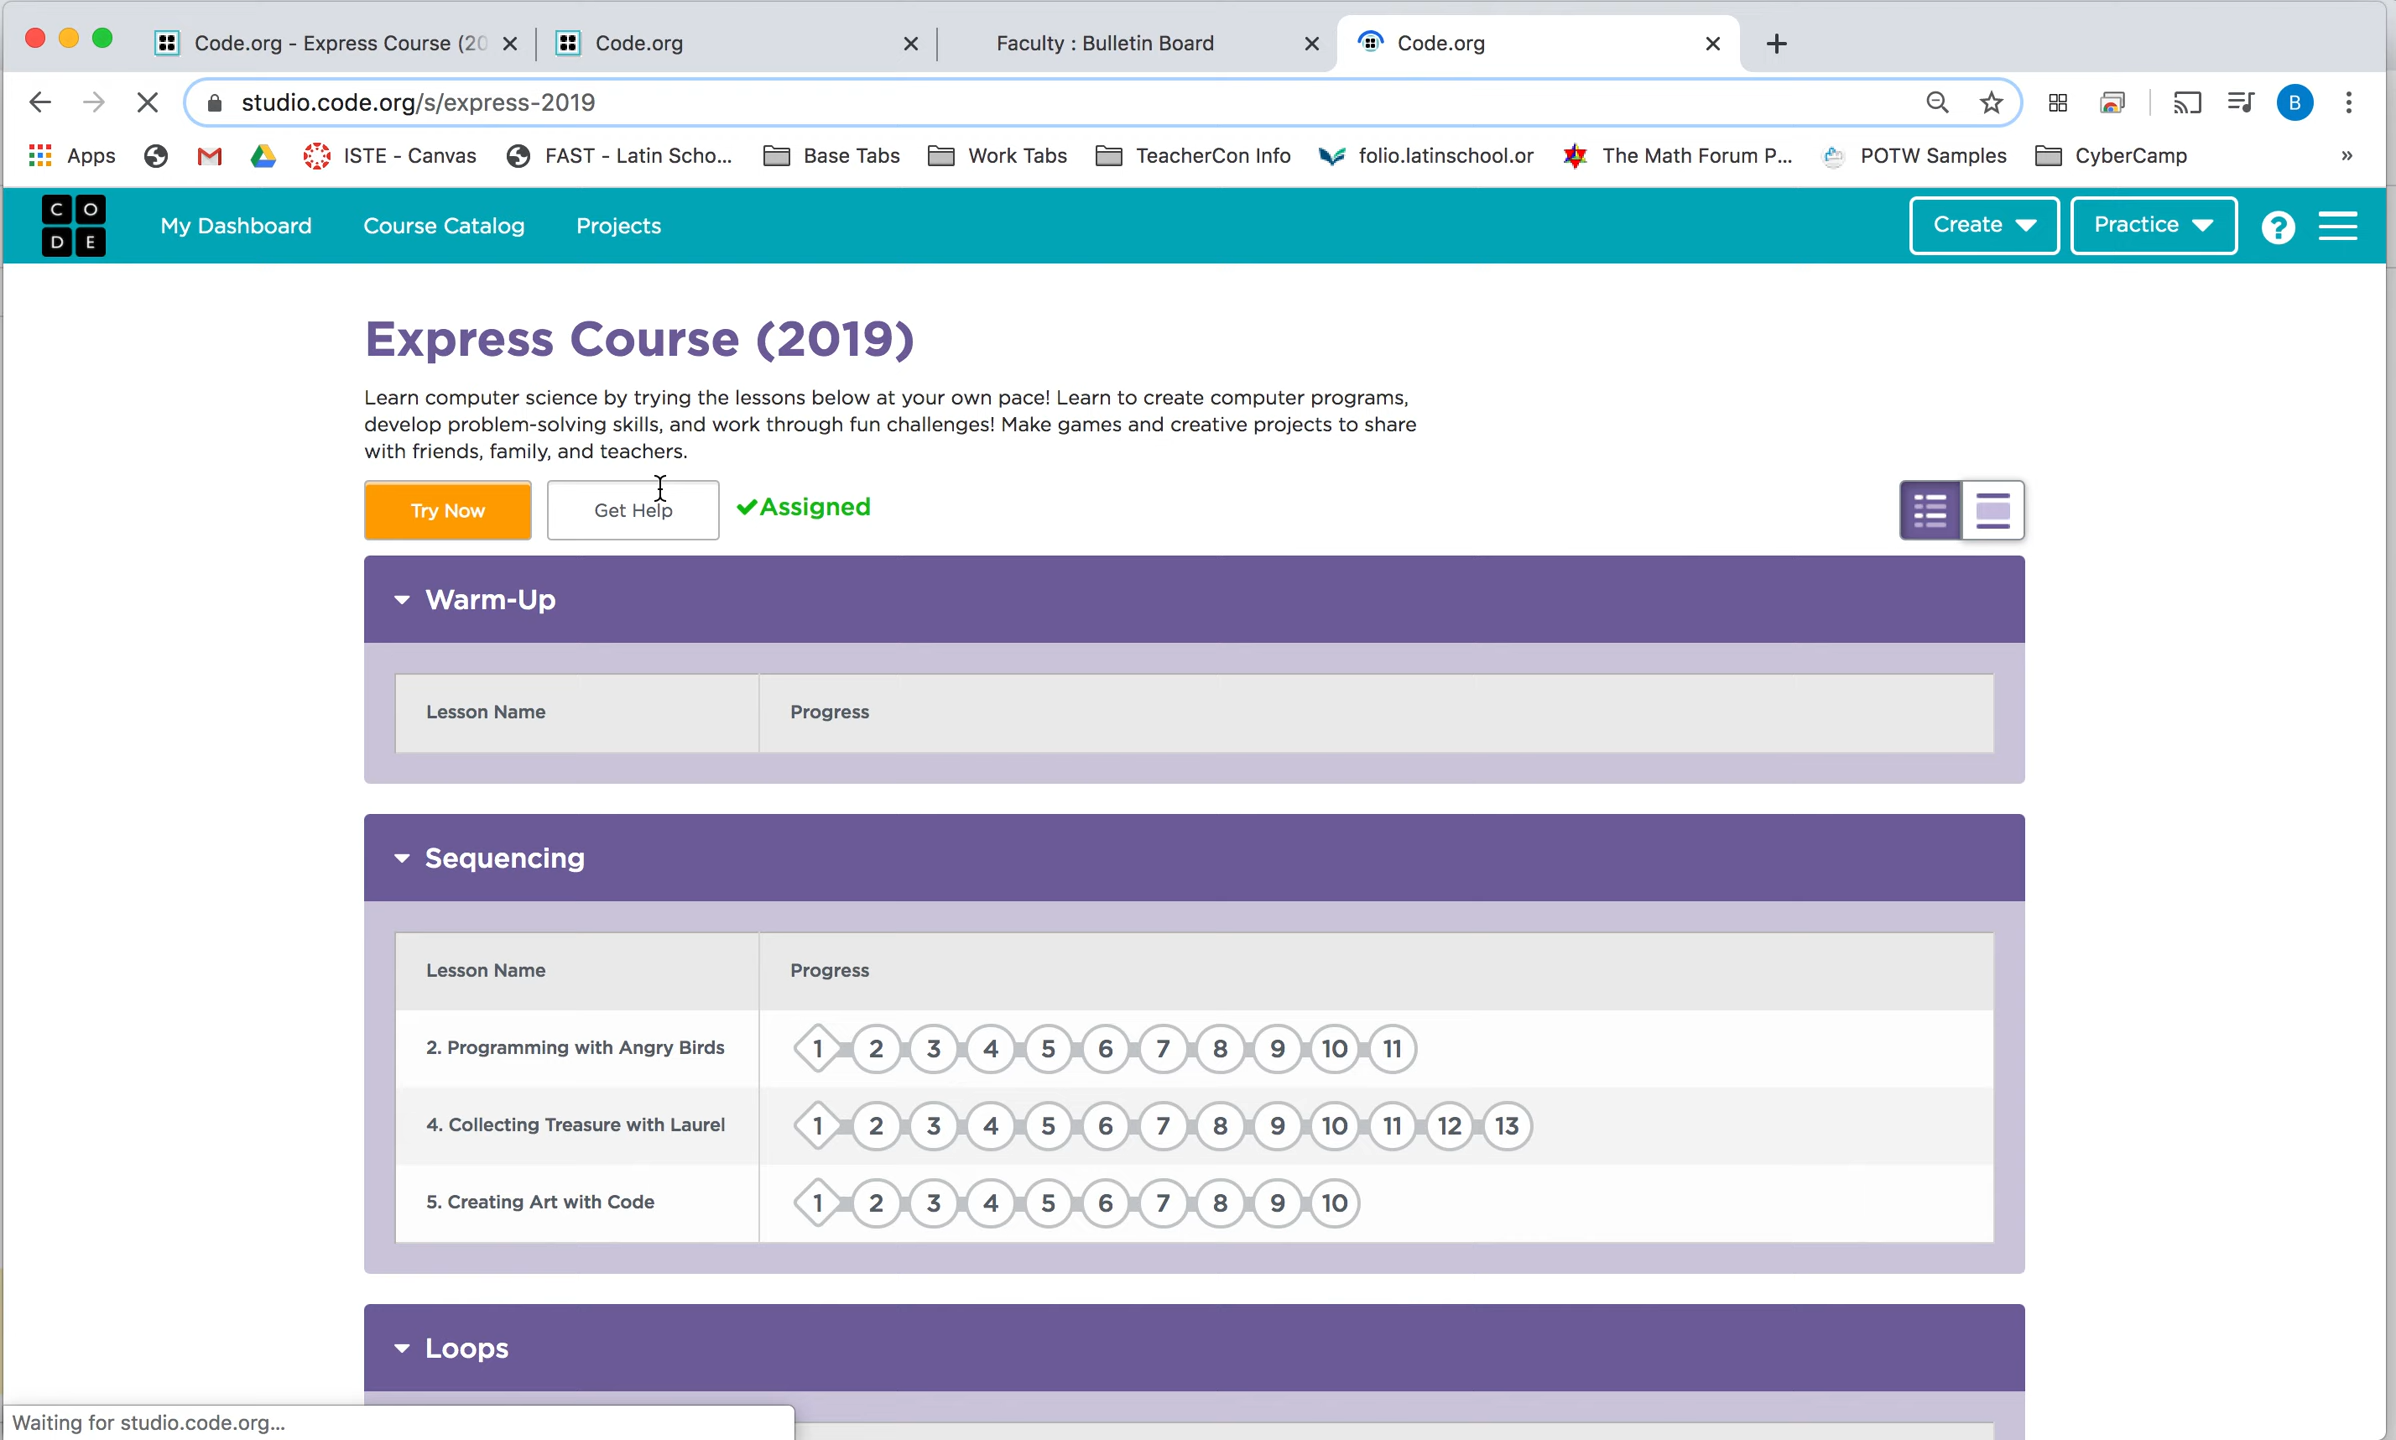 Code.org - Express Course (20
Code.org
Faculty : Bulletin Board
Code.org
studio.code.org/s/express-2019
B
Apps
ISTE - Canvas
FAST - Latin Scho...
Base Tabs
Work Tabs
TeacherCon Info
folio.latinschool.or
The Math Forum P...
POTW Samples
CyberCamp
»
C O
D E
My Dashboard
Course Catalog
Projects
Create
Practice
?
Express Course (2019)
Learn computer science by trying the lessons below at your own pace! Learn to create computer programs,
develop problem-solving skills, and work through fun challenges! Make games and creative projects to share
with friends, family, and teachers.
Try Now
Get Help
Assigned
Warm-Up
Lesson Name
Progress
Sequencing
Lesson Name
Progress
2. Programming with Angry Birds
1 2 3 4 5 6 7 8 9 10 11
4. Collecting Treasure with Laurel
1 2 3 4 5 6 7 8 9 10 11 12 13
5. Creating Art with Code
1 2 3 4 5 6 7 8 9 10
Loops
Waiting for studio.code.org...